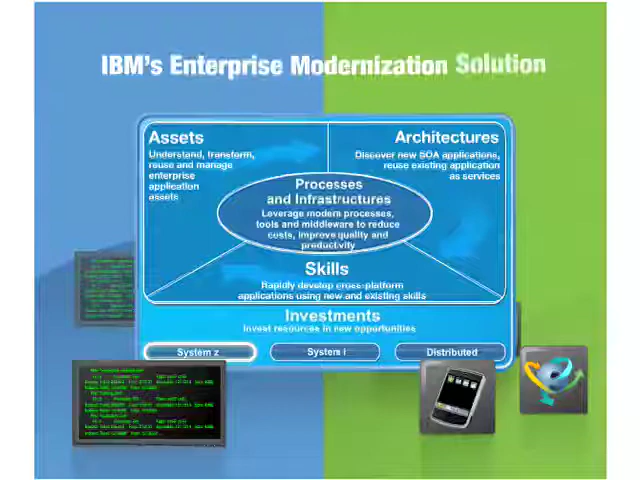 IBM's Enterprise Modernization Solution
Assets
Understand, transform,
reuse and manage
enterprise
application
assets
Architectures
Discover new SOA applications,
reuse existing application
as services
Processes
and Infrastructures
Leverage modern processes,
tools and middleware to reduce
costs, improve quality and
productivity
Skills
Rapidly develop cross-platform
applications using new and existing skills
Investments
Invest resources in new opportunities
System z
System i
Distributed